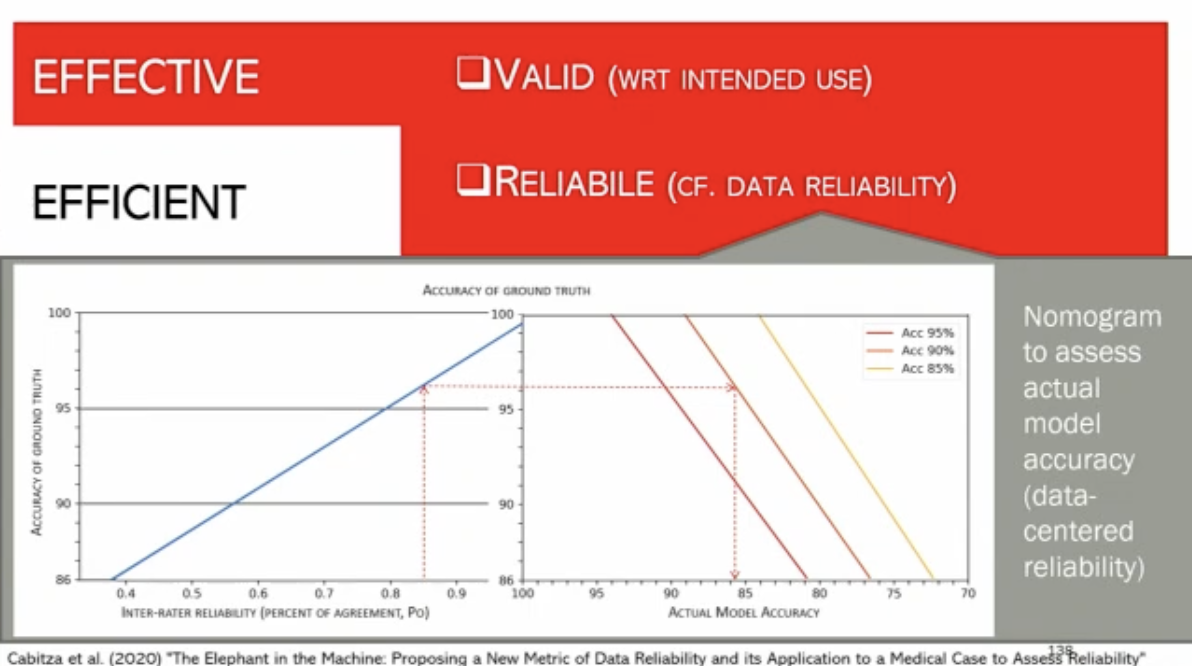 EFFECTIVE
❑VALID (WRT INTENDED USE)
EFFICIENT
❑RELIABILE (CF. DATA RELIABILITY)
ACCURACY OF GROUND TRUTH
ACCURACY OF GROUND TRUTH
100
95
90
86
0.4 0.5 0.6 0.7 0.8 0.9
INTER-RATER RELIABILITY (PERCENT OF AGREEMENT, PO)
100
95
90
86
Acc 95%
Acc 90%
Acc 85%
100 95 90 85 80 75 70
ACTUAL MODEL ACCURACY
Nomogram
to assess
actual
model
accuracy
(data-
centered
reliability)
138
Cabitza et al. (2020) "The Elephant in the Machine: Proposing a New Metric of Data Reliability and its Application to a Medical Case to Assess Reliability"